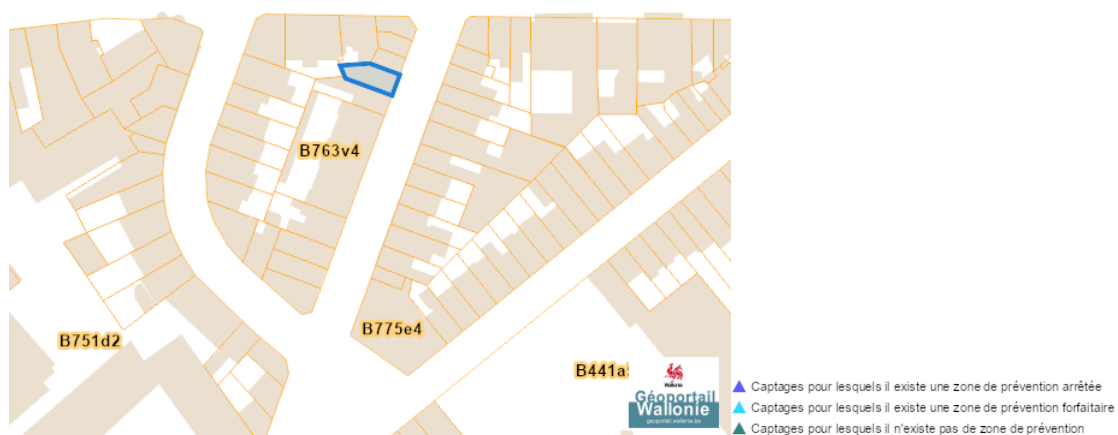 B763v4
B775e4
B751d2
B441a
Wallonie
Géoportail
Wallonie
geoportail.wallonie.be
Captages pour lesquels il existe une zone de prévention arrêtée
Captages pour lesquels il existe une zone de prévention forfaitaire
Captages pour lesquels il n'existe pas de zone de prévention